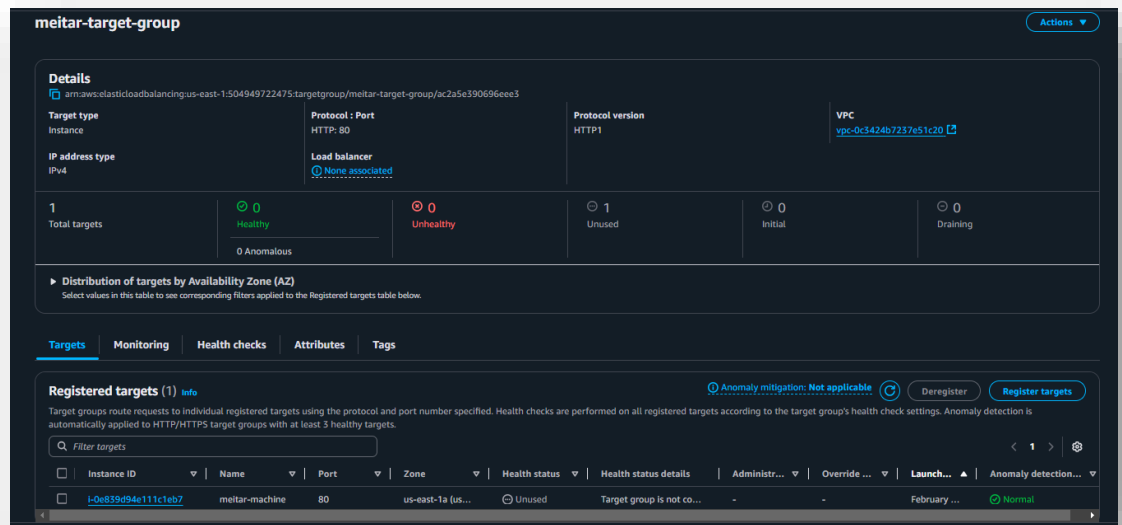 meitar-target-group
Actions
Details
arn:aws:elasticloadbalancing:us-east-1:504949722475:targetgroup/meitar-target-group/ac2a5e390696eee3
Target type
Instance
Protocol : Port
HTTP: 80
Protocol version
HTTP1
VPC
vpc-0c3424b7237e51c20
IP address type
IPv4
Load balancer
None associated
1
Total targets
0
Healthy
0 Anomalous
0
Unhealthy
1
Unused
0
Initial
0
Draining
Distribution of targets by Availability Zone (AZ)
Select values in this table to see corresponding filters applied to the Registered targets table below.
Targets Monitoring Health checks Attributes Tags
Registered targets (1) Info
Anomaly mitigation: Not applicable
Deregister
Register targets
Target groups route requests to individual registered targets using the protocol and port number specified. Health checks are performed on all registered targets according to the target group's health check settings. Anomaly detection is
automatically applied to HTTP/HTTPS target groups with at least 3 healthy targets.
Filter targets
1
Instance ID Name Port Zone Health status Health status details Administr... Override ... Launch... Anomaly detection...
i-0e839d94e111c1eb7 meitar-machine 80 us-east-1a (us... Unused Target group is not co... - - February ... Normal